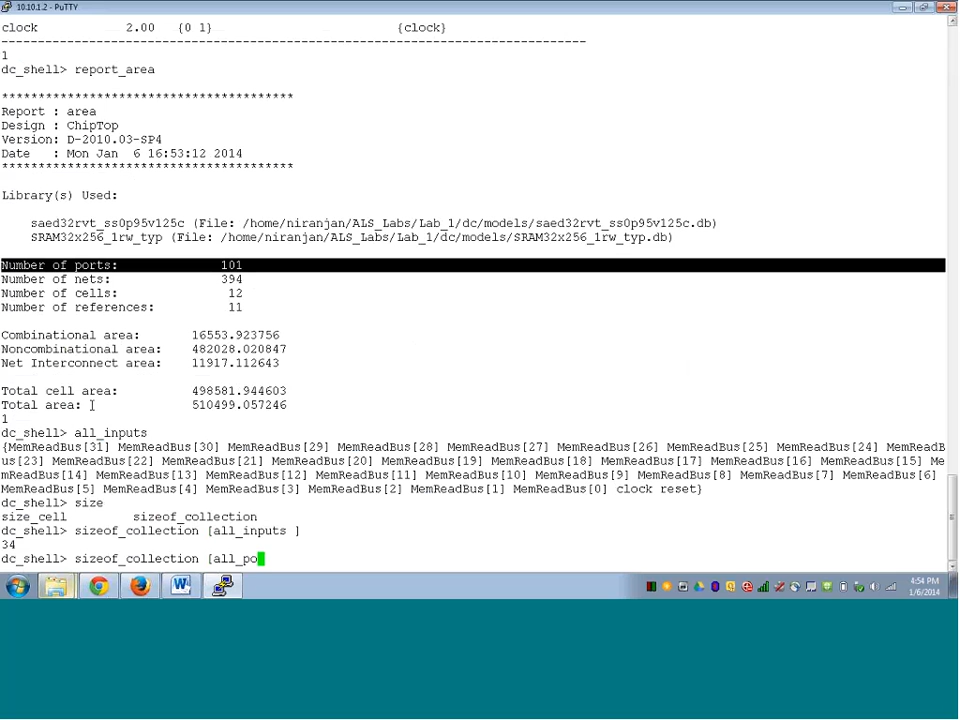 10.10.1.2 - PuTTY
clock 2.00 {0 1} {clock}
--------------------------------------------------------------------------------
1
dc_shell> report_area
****************************************
Report : area
Design : ChipTop
Version: D-2010.03-SP4
Date : Mon Jan 6 16:53:12 2014
****************************************
Library(s) Used:
saed32rvt_ss0p95v125c (File: /home/niranjan/ALS_Labs/Lab_1/dc/models/saed32rvt_ss0p95v125c.db)
SRAM32x256_1rw_typ (File: /home/niranjan/ALS_Labs/Lab_1/dc/models/SRAM32x256_1rw_typ.db)
Number of ports: 101
Number of nets: 394
Number of cells: 12
Number of references: 11
Combinational area: 16553.923756
Noncombinational area: 482028.020847
Net Interconnect area: 11917.112643
Total cell area: 498581.944603
Total area: 510499.057246
1
dc_shell> all_inputs
{MemReadBus[31] MemReadBus[30] MemReadBus[29] MemReadBus[28] MemReadBus[27] MemReadBus[26] MemReadBus[25] MemReadBus[24] MemReadB
us[23] MemReadBus[22] MemReadBus[21] MemReadBus[20] MemReadBus[19] MemReadBus[18] MemReadBus[17] MemReadBus[16] MemReadBus[15] Me
mReadBus[14] MemReadBus[13] MemReadBus[12] MemReadBus[11] MemReadBus[10] MemReadBus[9] MemReadBus[8] MemReadBus[7] MemReadBus[6]
MemReadBus[5] MemReadBus[4] MemReadBus[3] MemReadBus[2] MemReadBus[1] MemReadBus[0] clock reset}
dc_shell> size
size_cell sizeof_collection
dc_shell> sizeof_collection [all_inputs ]
34
dc_shell> sizeof_collection [all_po
4:54 PM
1/6/2014